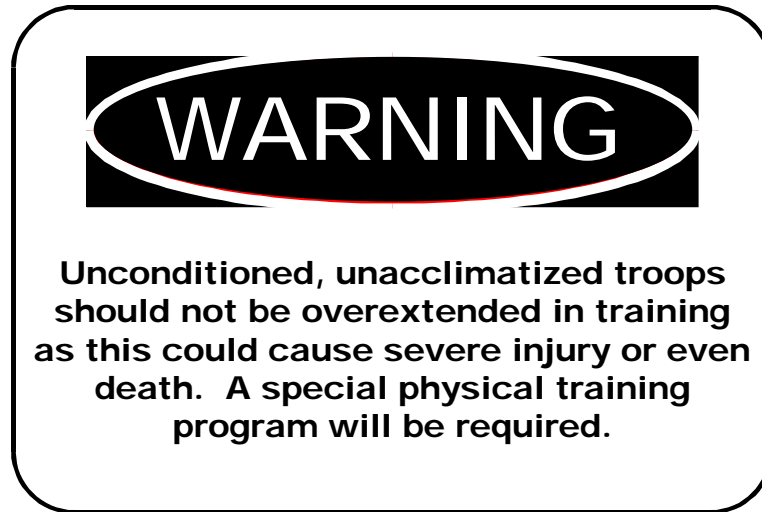 WARNING
Unconditioned, unacclimatized troops
should not be overextended in training
as this could cause severe injury or even
death.  A special physical training
program will be required.